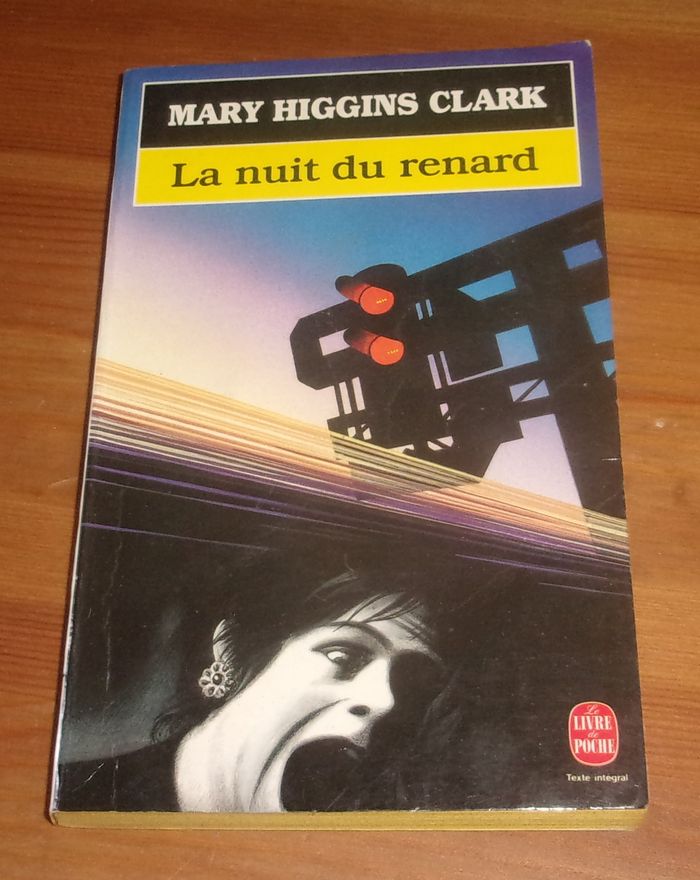 MARY HIGGINS CLARK
La nuit du renard
Le
LIVRE
de
POCHE
Texte intégral